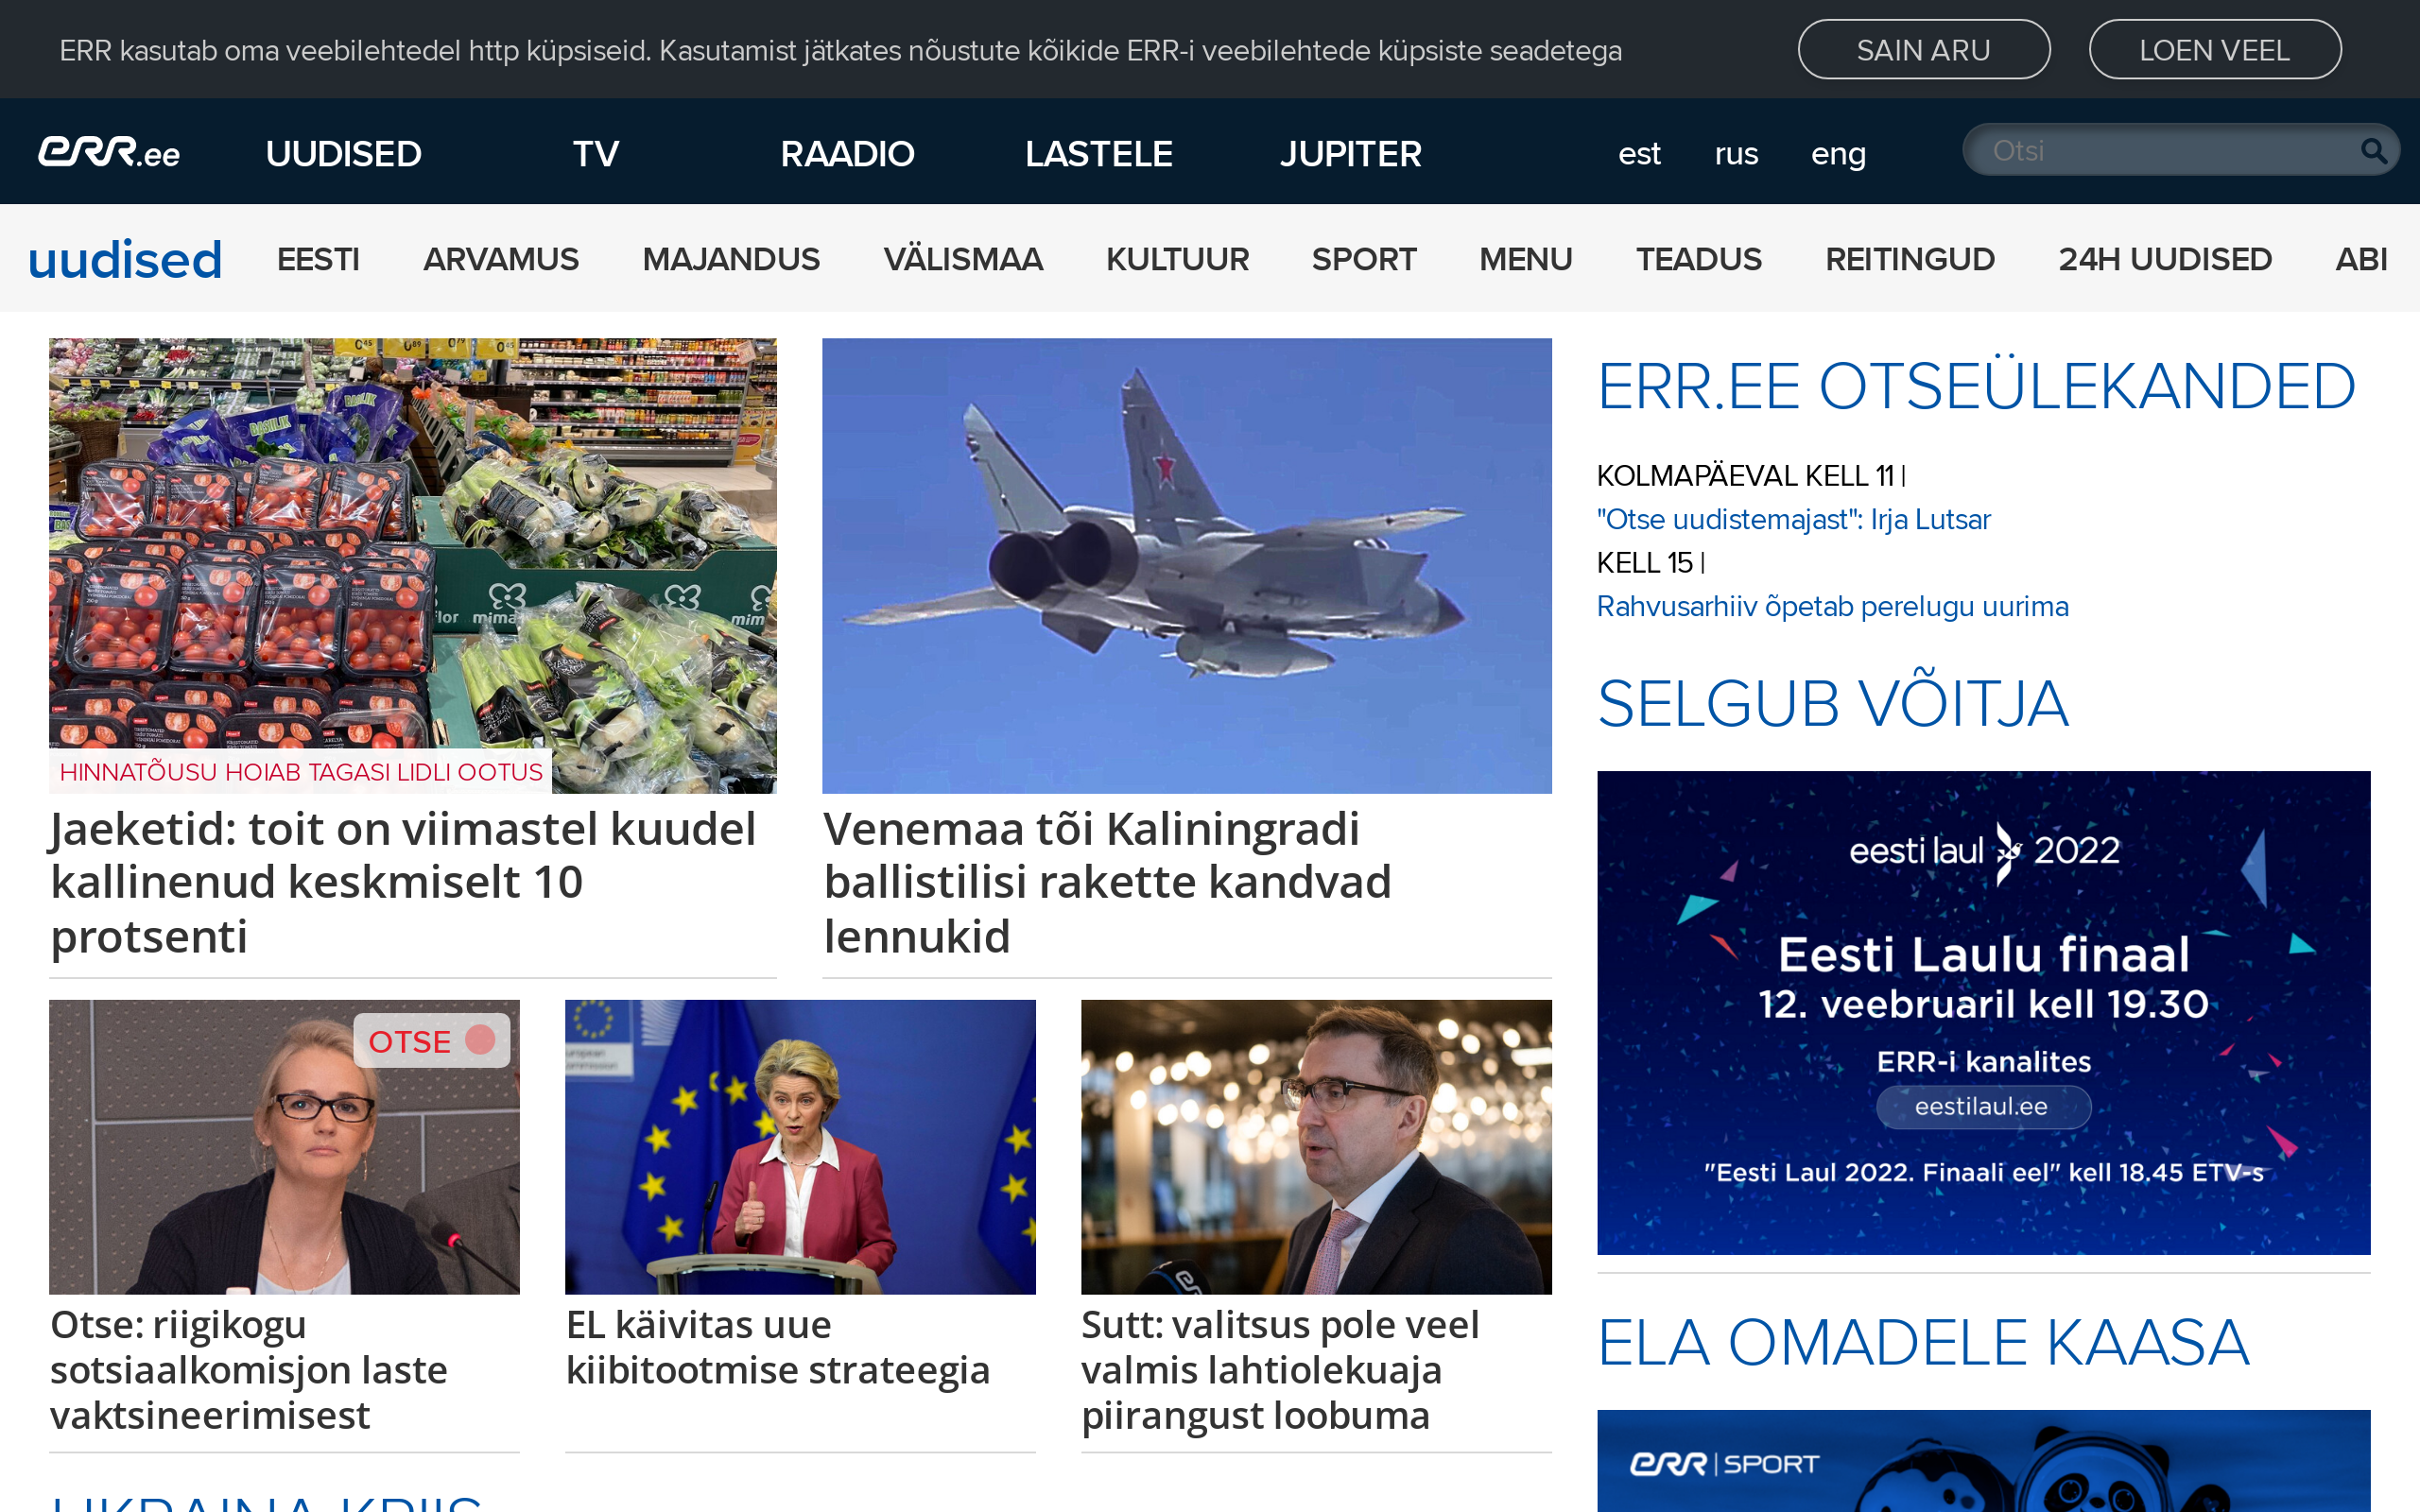 ERR kasutab oma veebilehtedel http küpsiseid. Kasutamist jätkates nõustute kõikide ERR-i veebilehtede küpsiste seadetega
SAIN ARU
LOEN VEEL
err.ee
UUDISED
TV
RAADIO
LASTELE
JUPITER
est
rus
eng
Otsi
uudised
EESTI
ARVAMUS
MAJANDUS
VÄLISMAA
KULTUUR
SPORT
MENU
TEADUS
REITINGUD
24H UUDISED
ABI
BASIILIK
mima
mim
HINNATÕUSU HOIAB TAGASI LIDLI OOTUS
Jaeketid: toit on viimastel kuudel
kallinenud keskmiselt 10
protsenti
Venemaa tõi Kaliningradi
ballistilisi rakette kandvad
lennukid
OTSE
Otse: riigikogu
sotsiaalkomisjon laste
vaktsineerimisest
EL käivitas uue
kiibitootmise strateegia
Sutt: valitsus pole veel
valmis lahtiolekuaja
piirangust loobuma
UKRAINA KRIIS
ERR.EE OTSEÜLEKANDED
KOLMAPÄEVAL KELL 11 |
"Otse uudistemajast": Irja Lutsar
KELL 15 |
Rahvusarhiiv õpetab perelugu uurima
SELGUB VÕITJA
eesti laul 2022
Eesti Laulu finaal
12. veebruaril kell 19.30
ERR-i kanalites
eestilaul.ee
"Eesti Laul 2022. Finaali eel" kell 18.45 ETV-s
ELA OMADELE KAASA
err | SPORT